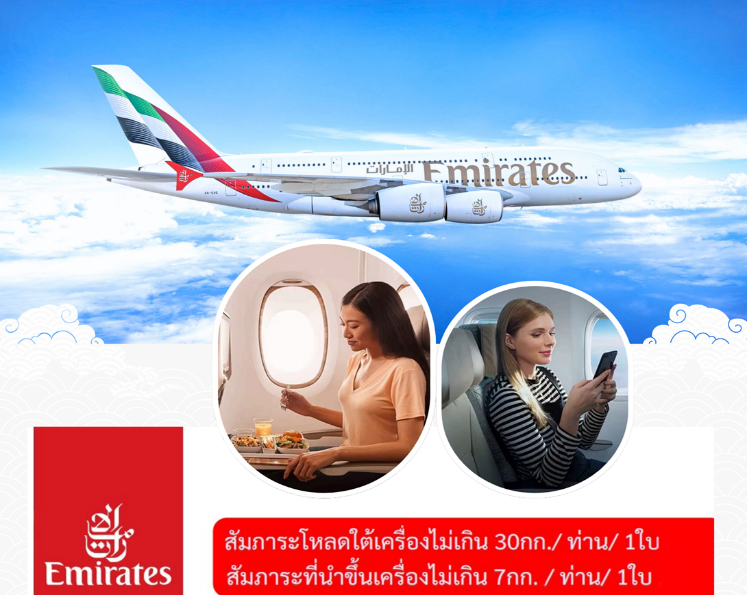 الإمارات Emirates
Emirates
สัมภาระโหลดใต้เครื่องไม่เกิน 30กก./ ท่าน/ 1ใบ
สัมภาระที่นำขึ้นเครื่องไม่เกิน 7กก. / ท่าน/ 1ใบ